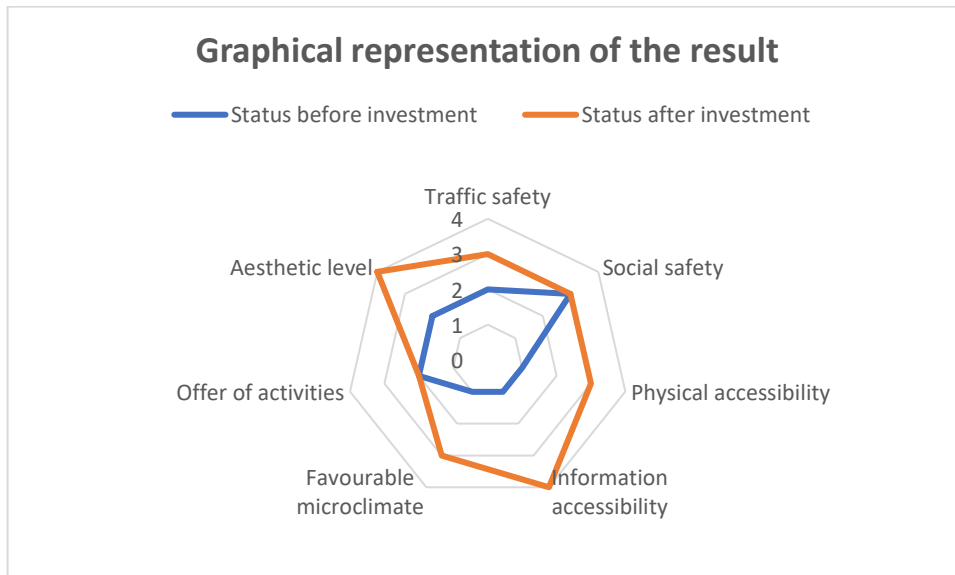 Graphical representation of the result
Status before investment
Status after investment
Traffic safety
4
3
2
1
0
Social safety
Physical accessibility
Information
accessibility
Favourable
microclimate
Offer of activities
Aesthetic level